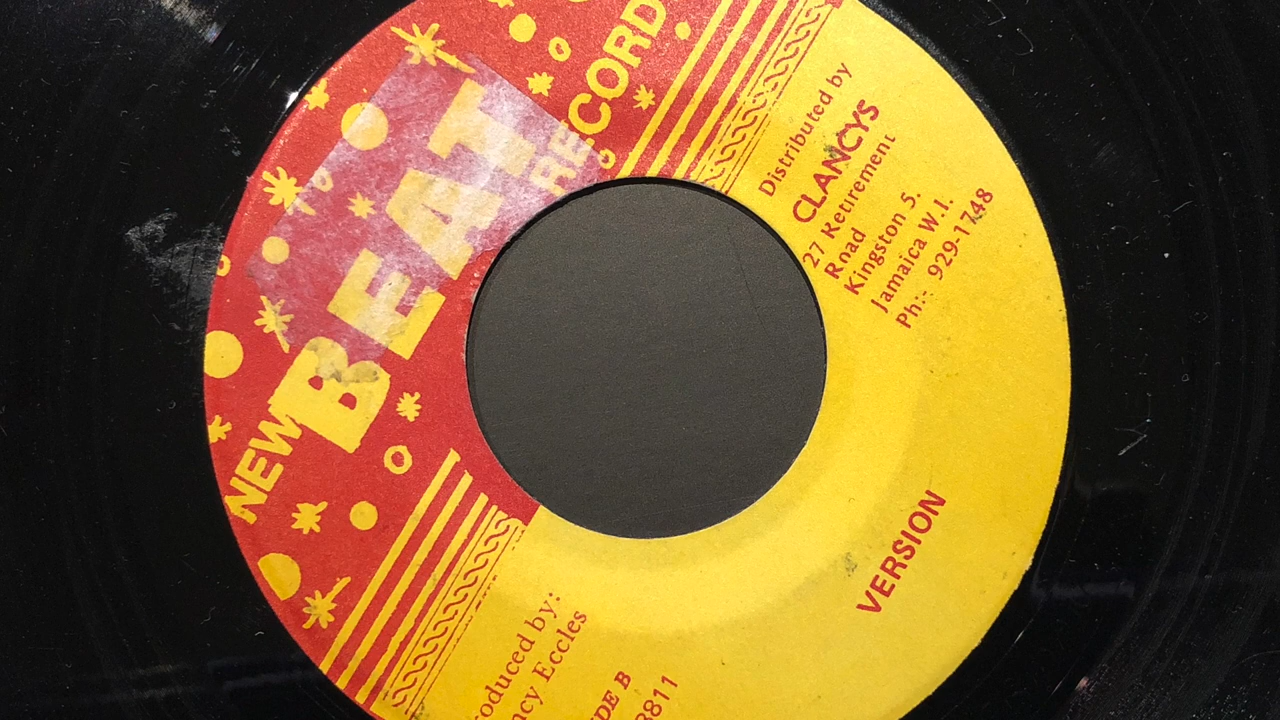 NEW
BEAT
RECORD
Distributed by
CLANCYS
27 Retirement
Road
Kingston 5.
Jamaica W.I.
Ph:- 929-1748
VERSION
oduced by:
ncy Eccles
DE B
8811